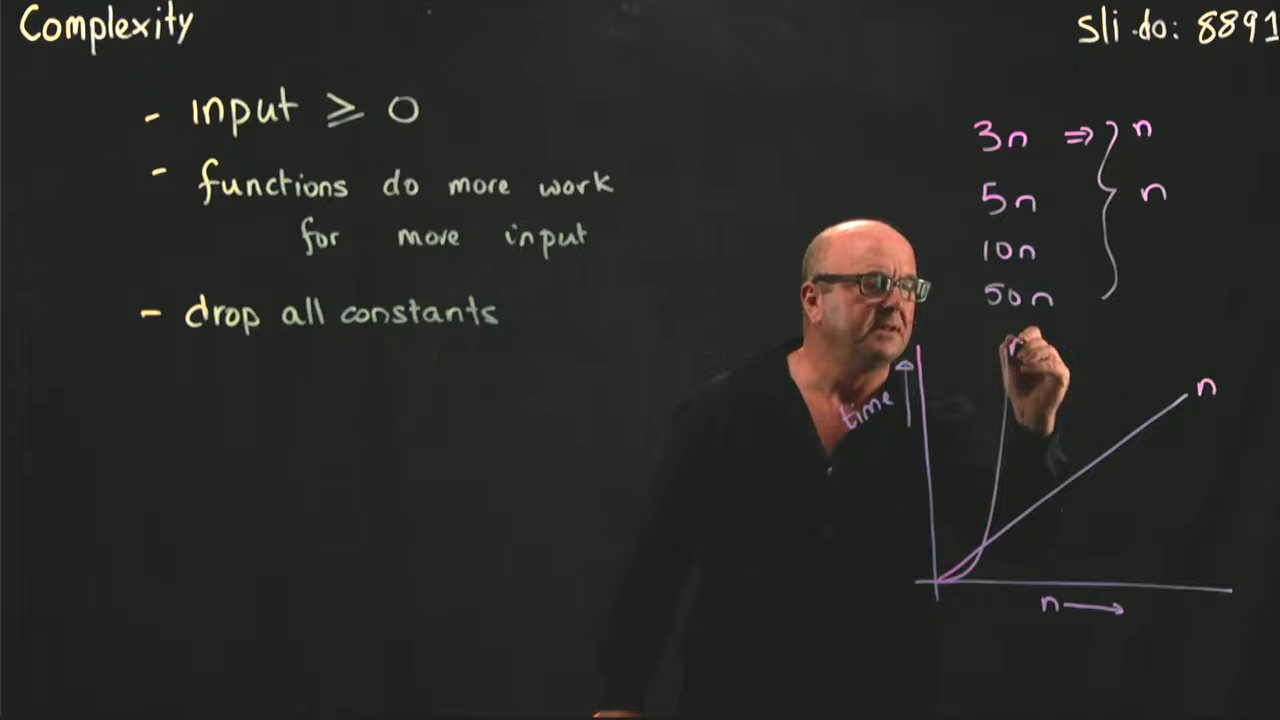 Complexity
sli.do: 8891
- input ≥ 0
- functions do more work
for more input
- drop all constants
3n ⇒ } n
5n n
10n
50n
time
n
n →